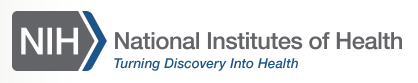 NIH National Institutes of Health
Turning Discovery Into Health